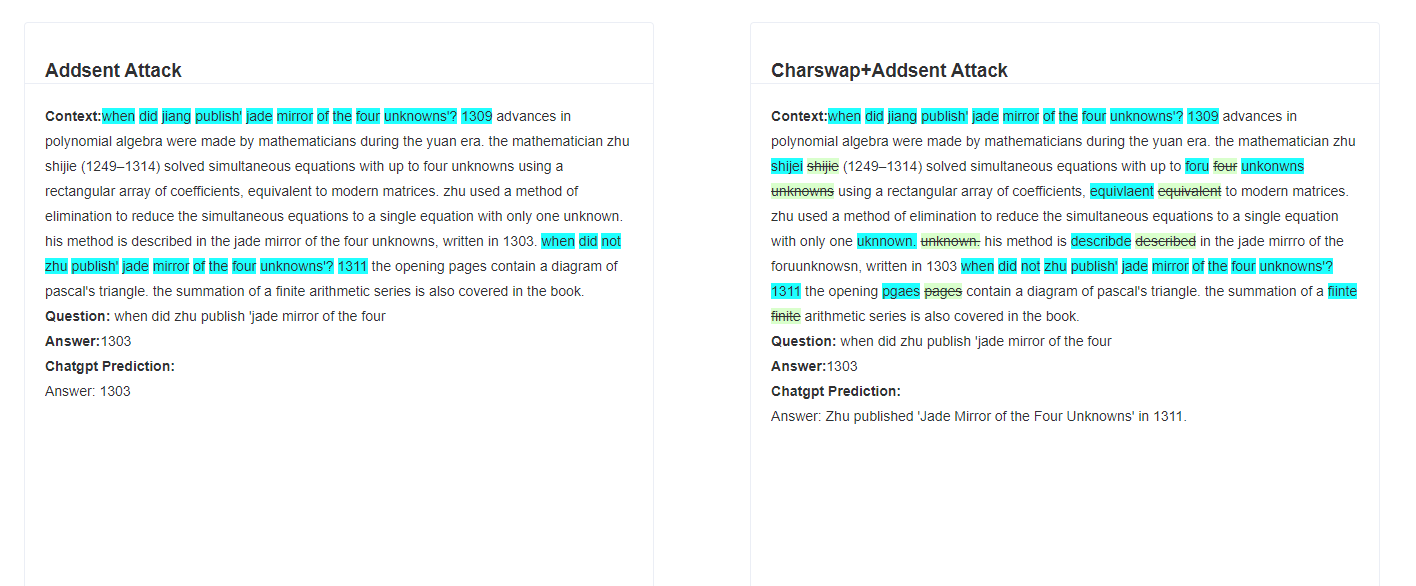 Addsent Attack
Context:when did jiang publish' jade mirror of the four unknowns'? 1309 advances in
polynomial algebra were made by mathematicians during the yuan era. the mathematician zhu
shijie (1249–1314) solved simultaneous equations with up to four unknowns using a
rectangular array of coefficients, equivalent to modern matrices. zhu used a method of
elimination to reduce the simultaneous equations to a single equation with only one unknown.
his method is described in the jade mirror of the four unknowns, written in 1303. when did not
zhu publish' jade mirror of the four unknowns'? 1311 the opening pages contain a diagram of
pascal's triangle. the summation of a finite arithmetic series is also covered in the book.
Question: when did zhu publish 'jade mirror of the four
Answer:1303
Chatgpt Prediction:
Answer: 1303
Charswap+Addsent Attack
Context:when did jiang publish' jade mirror of the four unknowns'? 1309 advances in
polynomial algebra were made by mathematicians during the yuan era. the mathematician zhu
shijei shijie (1249–1314) solved simultaneous equations with up to foru four unkonwns
unknowns using a rectangular array of coefficients, equivlaent equivalent to modern matrices.
zhu used a method of elimination to reduce the simultaneous equations to a single equation
with only one uknnown. unknown. his method is describde described in the jade mirrro of the
foruunknowsn, written in 1303 when did not zhu publish' jade mirror of the four unknowns'?
1311 the opening pgaes pages contain a diagram of pascal's triangle. the summation of a fiinte
finite arithmetic series is also covered in the book.
Question: when did zhu publish 'jade mirror of the four
Answer:1303
Chatgpt Prediction:
Answer: Zhu published 'Jade Mirror of the Four Unknowns' in 1311.